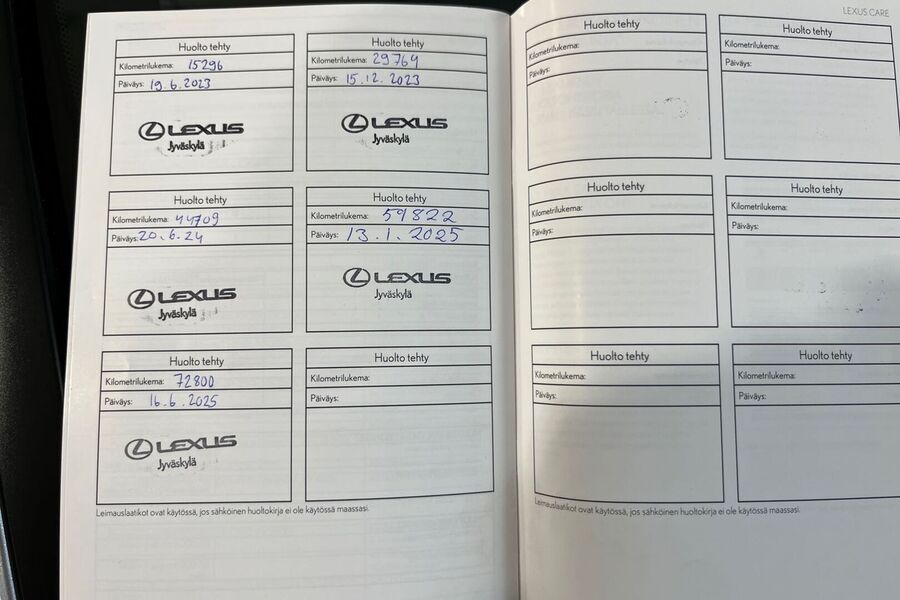 LEXUS CARE
Huolto tehty
Kilometrilukema: 15296
Päiväys: 19.6.2023
LEXUS
Jyväskylä
Huolto tehty
Kilometrilukema: 29764
Päiväys: 15.12.2023
LEXUS
Jyväskylä
Huolto tehty
Kilometrilukema: 44709
Päiväys: 20.6.24
LEXUS
Jyväskylä
Huolto tehty
Kilometrilukema: 59822
Päiväys: 13.1.2025
LEXUS
Jyväskylä
Huolto tehty
Kilometrilukema: 72800
Päiväys: 16.6.2025
LEXUS
Jyväskylä
Huolto tehty
Kilometrilukema:
Päiväys:
Leimauslaatikot ovat käytössä, jos sähköinen huoltokirja ei ole käytössä maassasi.
Huolto tehty
Kilometrilukema:
Päiväys:
Huolto tehty
Kilometrilukema:
Päiväys:
Huolto tehty
Kilometrilukema:
Päiväys:
Huolto tehty
Kilometrilukema:
Päiväys:
Huolto tehty
Kilometrilukema:
Päiväys:
Huolto tehty
Kilometrilukema:
Päiväys:
Leimauslaatikot ovat käytössä, jos sähköinen huoltokirja ei ole käytössä maassasi.